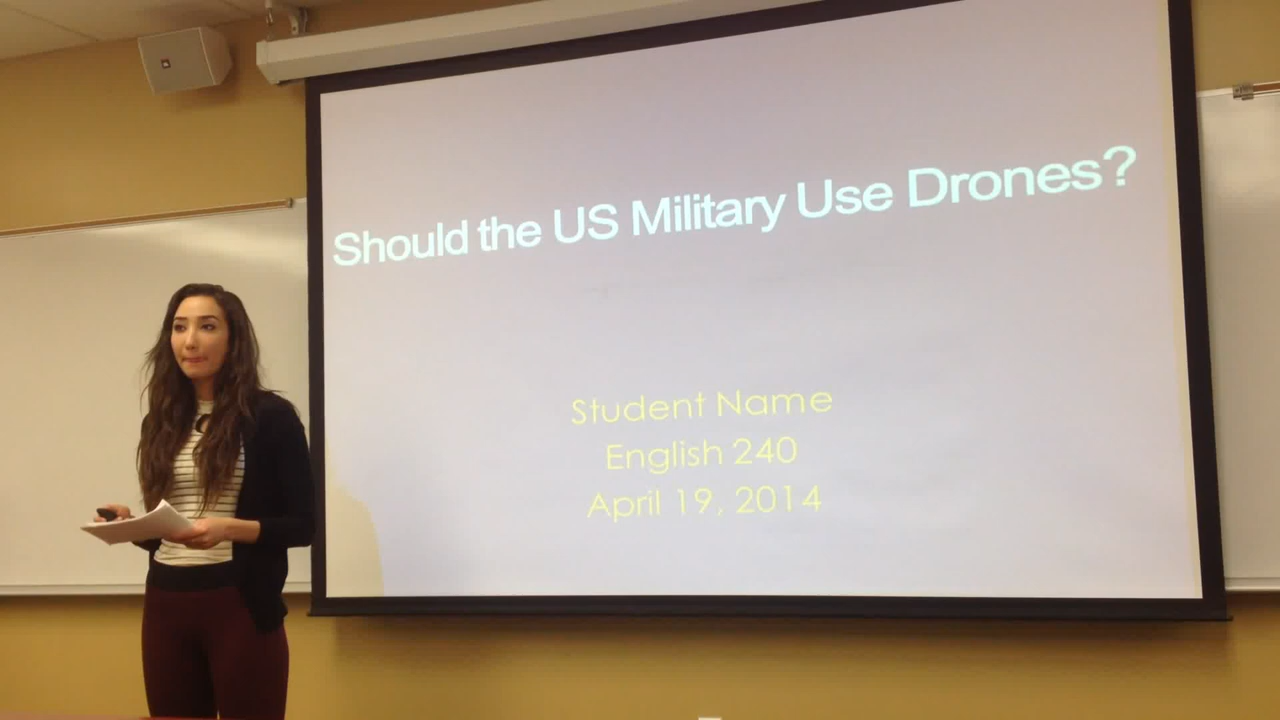 Should the US Military Use Drones?
Student Name
English 240
April 19, 2014